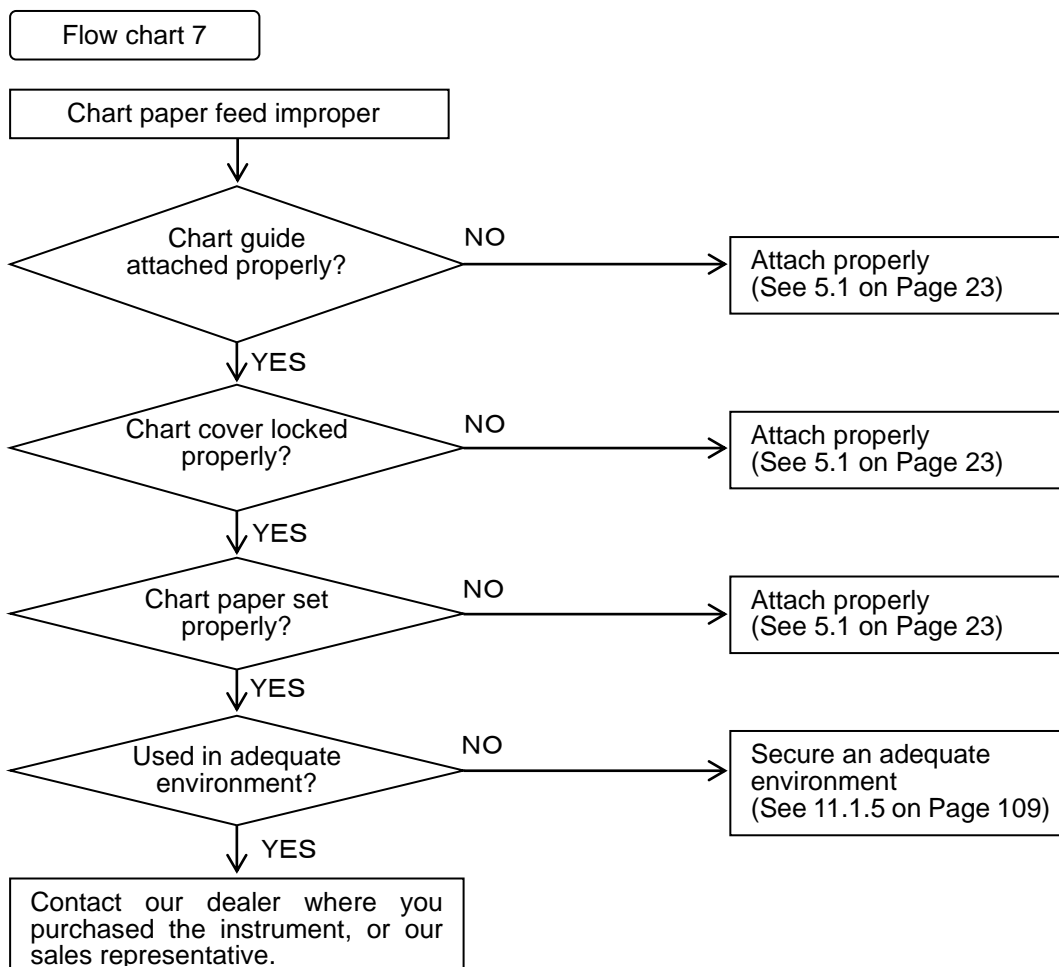 Flow chart 7
Chart paper feed improper
Chart guide
attached properly?
NO
Attach properly
(See 5.1 on Page 23)
YES
Chart cover locked
properly?
NO
Attach properly
(See 5.1 on Page 23)
YES
Chart paper set
properly?
NO
Attach properly
(See 5.1 on Page 23)
YES
Used in adequate
environment?
NO
Secure an adequate
environment
(See 11.1.5 on Page 109)
YES
Contact our dealer where you
purchased the instrument, or our
sales representative.